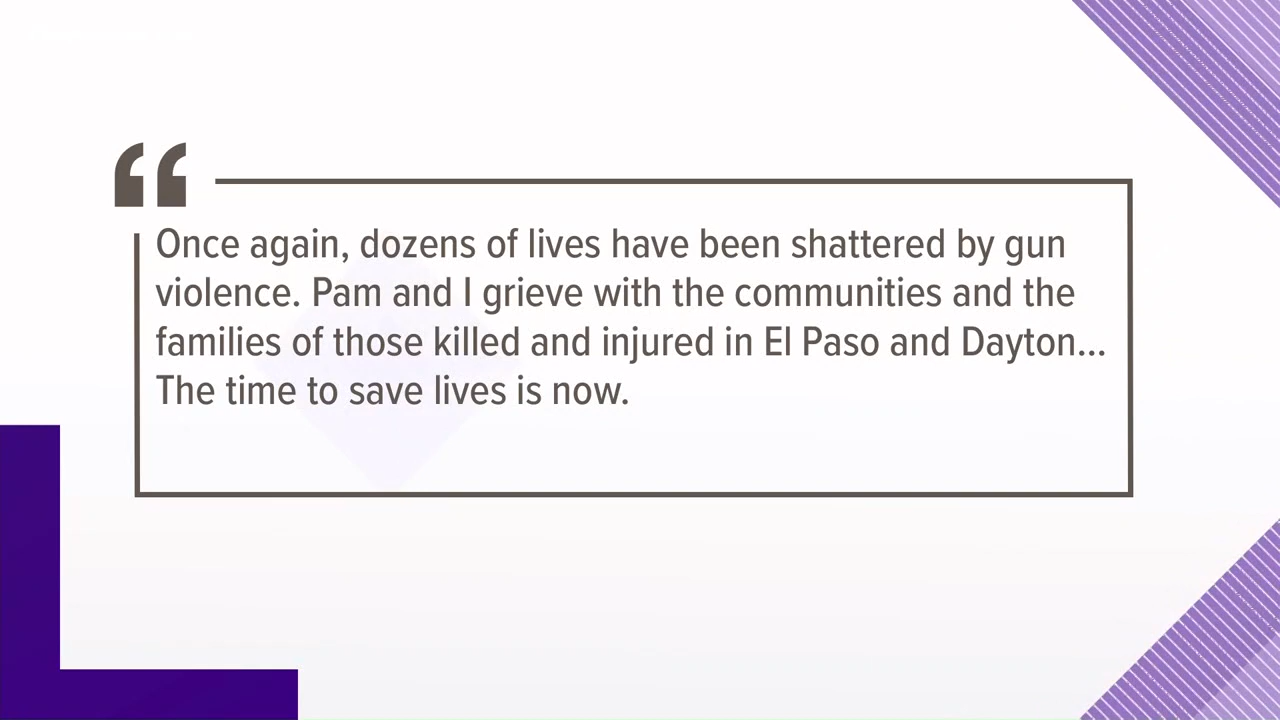 “
Once again, dozens of lives have been shattered by gun
violence. Pam and I grieve with the communities and the
families of those killed and injured in El Paso and Dayton...
The time to save lives is now.